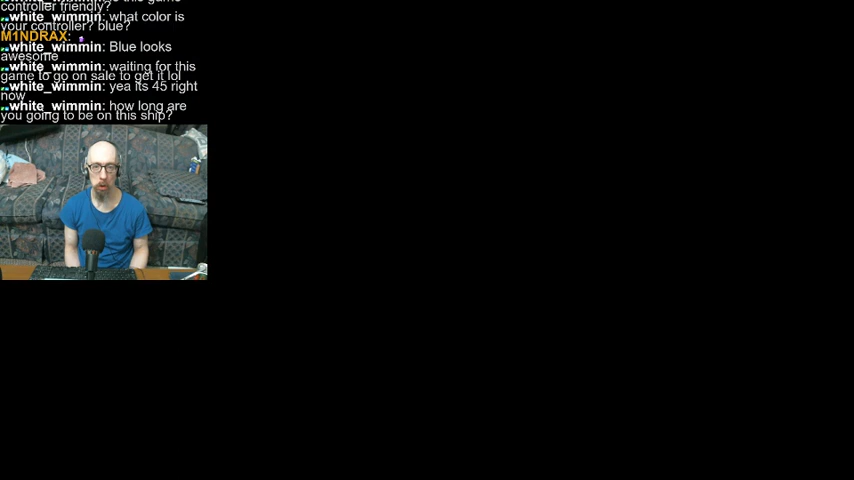 controller friendly?
white_wimmin: what color is
your controller? blue?
M1NDRAX:
white_wimmin: Blue looks
awesome
white_wimmin: waiting for this
game to go on sale to get it lol
white_wimmin: yea its 45 right
now
white_wimmin: how long are
you going to be on this ship?